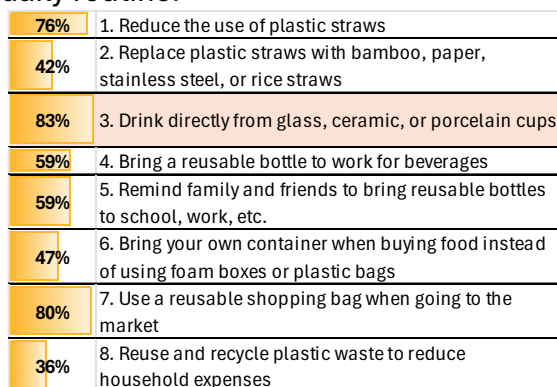 daily routine.
76% 1. Reduce the use of plastic straws
42% 2. Replace plastic straws with bamboo, paper,
stainless steel, or rice straws
83% 3. Drink directly from glass, ceramic, or porcelain cups
59% 4. Bring a reusable bottle to work for beverages
59% 5. Remind family and friends to bring reusable bottles
to school, work, etc.
47% 6. Bring your own container when buying food instead
of using foam boxes or plastic bags
80% 7. Use a reusable shopping bag when going to the
market
36% 8. Reuse and recycle plastic waste to reduce
household expenses